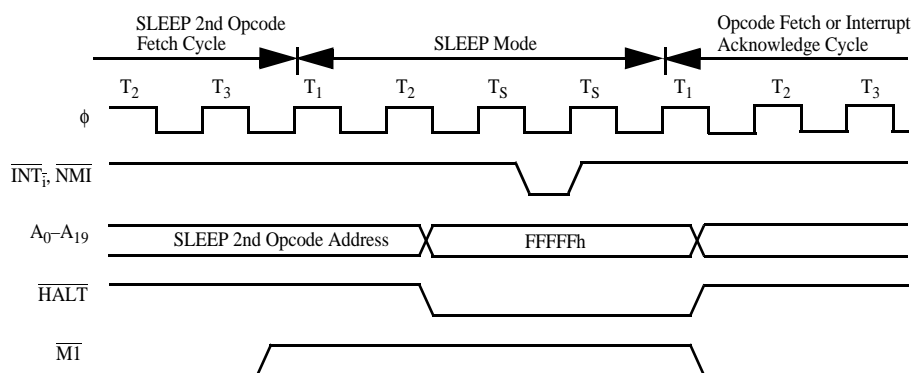 SLEEP 2nd Opcode
Fetch Cycle
SLEEP Mode
Opcode Fetch or Interrupt
Acknowledge Cycle
T2 T3 T1 T2 TS TS T1 T2 T3
ϕ
INTi, NMI
A0–A19
SLEEP 2nd Opcode Address
FFFFFh
HALT
M1